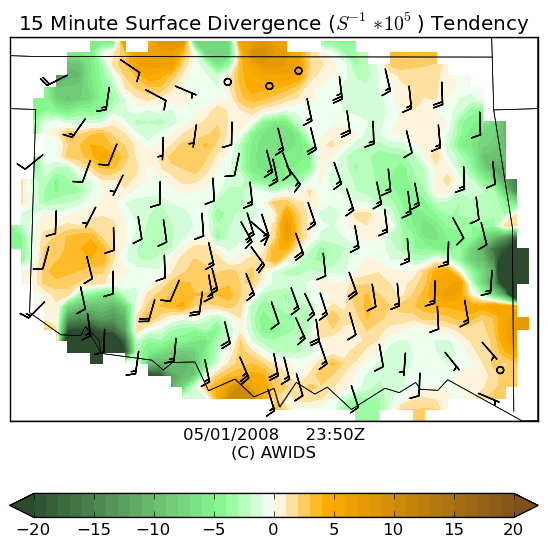 15 Minute Surface Divergence (S⁻¹ *10⁵ ) Tendency
05/01/2008 23:50Z
(C) AWIDS
−20 −15 −10 −5 0 5 10 15 20